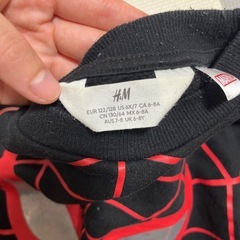 H&M
EUR 122/128 US 6X/7 CA 6-8A
CN 130/64 MX 6-8A
AUS 7-8 UK 6-8Y